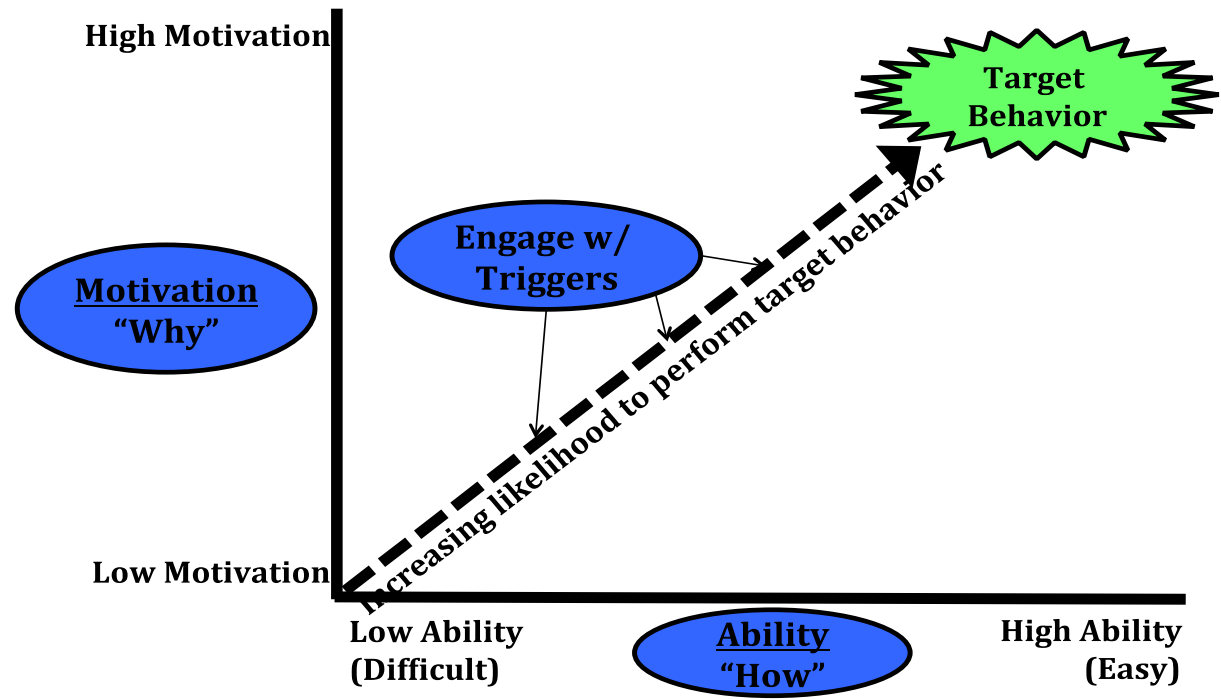 High Motivation
Target
Behavior
Engage w/
Triggers
Motivation
“Why”
Increasing likelihood to perform target behavior
Low Motivation
Low Ability
(Difficult)
Ability
“How”
High Ability
(Easy)